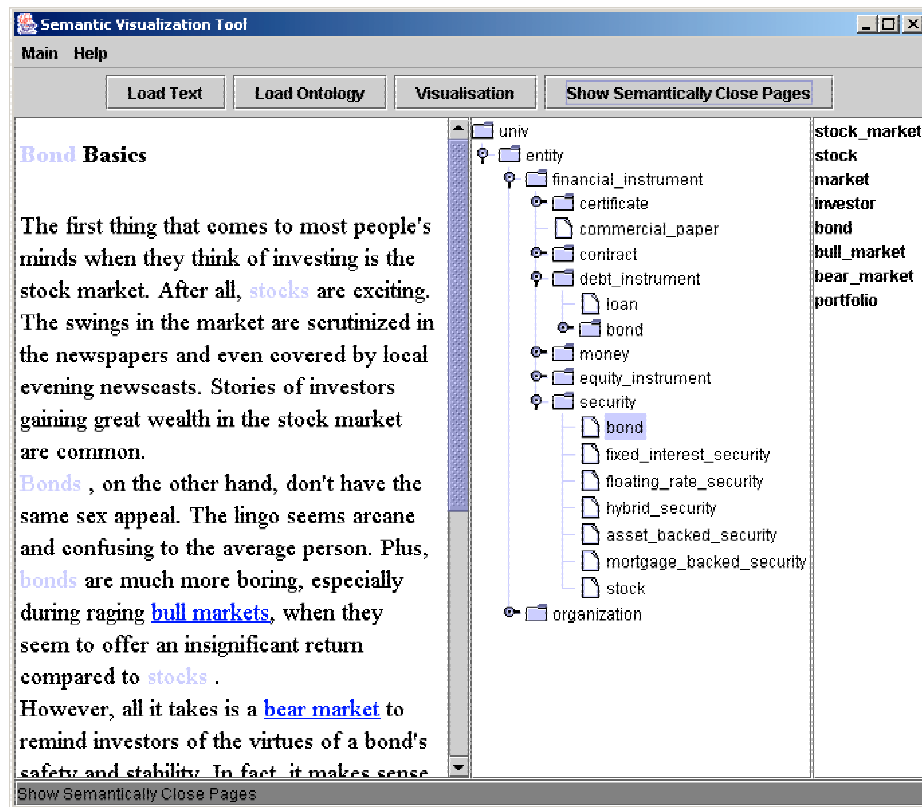 Semantic Visualization Tool
Main Help
Load Text Load Ontology Visualisation Show Semantically Close Pages
Bond Basics
The first thing that comes to most people's
minds when they think of investing is the
stock market. After all, stocks are exciting.
The swings in the market are scrutinized in
the newspapers and even covered by local
evening newscasts. Stories of investors
gaining great wealth in the stock market
are common.
Bonds , on the other hand, don't have the
same sex appeal. The lingo seems arcane
and confusing to the average person. Plus,
bonds are much more boring, especially
during raging bull markets, when they
seem to offer an insignificant return
compared to stocks .
However, all it takes is a bear market to
remind investors of the virtues of a bond's
safety and stability. In fact, it makes sense
univ
entity
financial_instrument
certificate
commercial_paper
contract
debt_instrument
loan
bond
money
equity_instrument
security
bond
fixed_interest_security
floating_rate_security
hybrid_security
asset_backed_security
mortgage_backed_security
stock
organization
stock_market
stock
market
investor
bond
bull_market
bear_market
portfolio
Show Semantically Close Pages